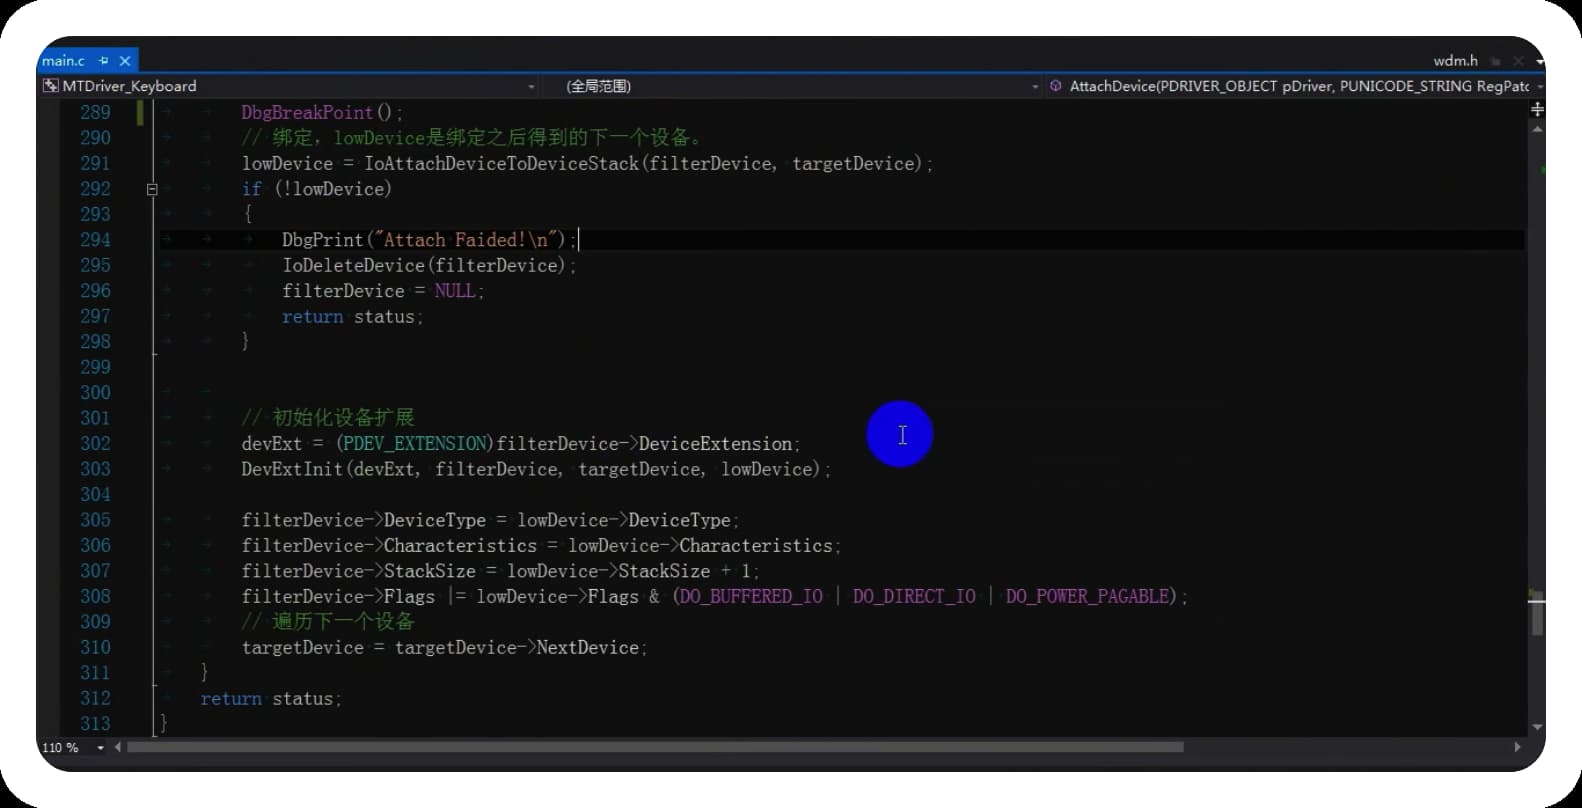 main.c
wdm.h
MTDriver_Keyboard (全局范围) AttachDevice(PDRIVER_OBJECT pDriver, PUNICODE_STRING RegPatc
289 DbgBreakPoint();
290 // 绑定，lowDevice是绑定之后得到的下一个设备。
291 lowDevice = IoAttachDeviceToDeviceStack(filterDevice, targetDevice);
292 if (!lowDevice)
293 {
294 DbgPrint("Attach Faided!\n");
295 IoDeleteDevice(filterDevice);
296 filterDevice = NULL;
297 return status;
298 }
299
300
301 // 初始化设备扩展
302 devExt = (PDEV_EXTENSION)filterDevice->DeviceExtension;
303 DevExtInit(devExt, filterDevice, targetDevice, lowDevice);
304
305 filterDevice->DeviceType = lowDevice->DeviceType;
306 filterDevice->Characteristics = lowDevice->Characteristics;
307 filterDevice->StackSize = lowDevice->StackSize + 1;
308 filterDevice->Flags |= lowDevice->Flags & (DO_BUFFERED_IO | DO_DIRECT_IO | DO_POWER_PAGABLE);
309 // 遍历下一个设备
310 targetDevice = targetDevice->NextDevice;
311 }
312 return status;
313 }
110 %